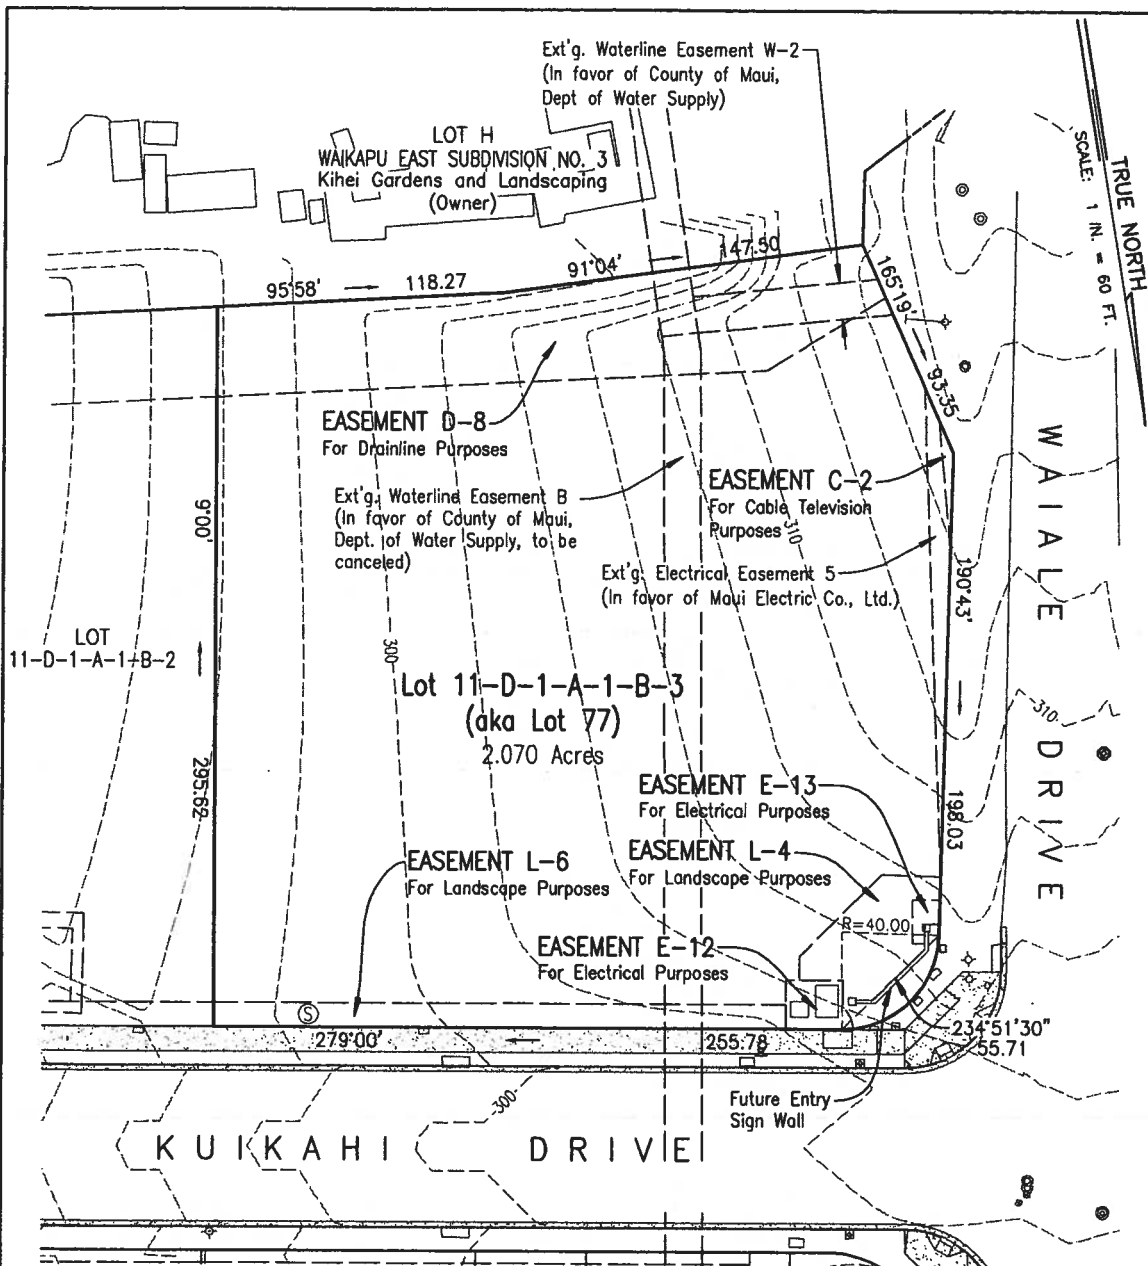 Ext'g. Waterline Easement W-2
(In favor of County of Maui,
Dept of Water Supply)
TRUE NORTH
SCALE: 1 IN. = 60 FT.
LOT H
WAIKAPU EAST SUBDIVISION NO. 3
Kihei Gardens and Landscaping
(Owner)
95°58'
118.27
91°04'
147.50
165°19'
93.35
EASEMENT D-8
For Drainline Purposes
Ext'g. Waterline Easement B
(In favor of County of Maui,
Dept. of Water Supply, to be
canceled)
EASEMENT C-2
For Cable Television
Purposes
310
Ext'g. Electrical Easement 5
(In favor of Maui Electric Co., Ltd.)
9°00'
295.62
190°43'
198.03
WAIALE DRIVE
LOT
11-D-1-A-1-B-2
300
Lot 11-D-1-A-1-B-3
(aka Lot 77)
2.070 Acres
310
EASEMENT E-13
For Electrical Purposes
EASEMENT L-4
For Landscape Purposes
EASEMENT L-6
For Landscape Purposes
R=40.00
EASEMENT E-12
For Electrical Purposes
S
279°00'
255.78
234°51'30"
55.71
Future Entry
Sign Wall
300
KUIKAHI DRIVE